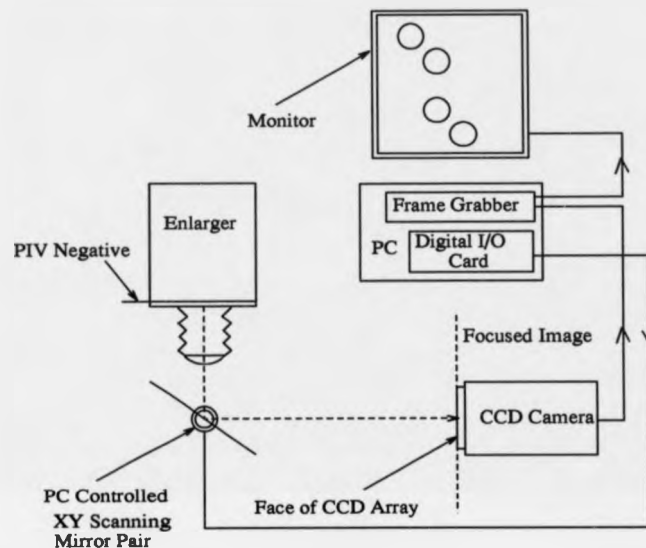 Monitor
Enlarger
PIV Negative
Frame Grabber
PC
Digital I/O
Card
Focused Image
CCD Camera
PC Controlled
XY Scanning
Mirror Pair
Face of CCD Array